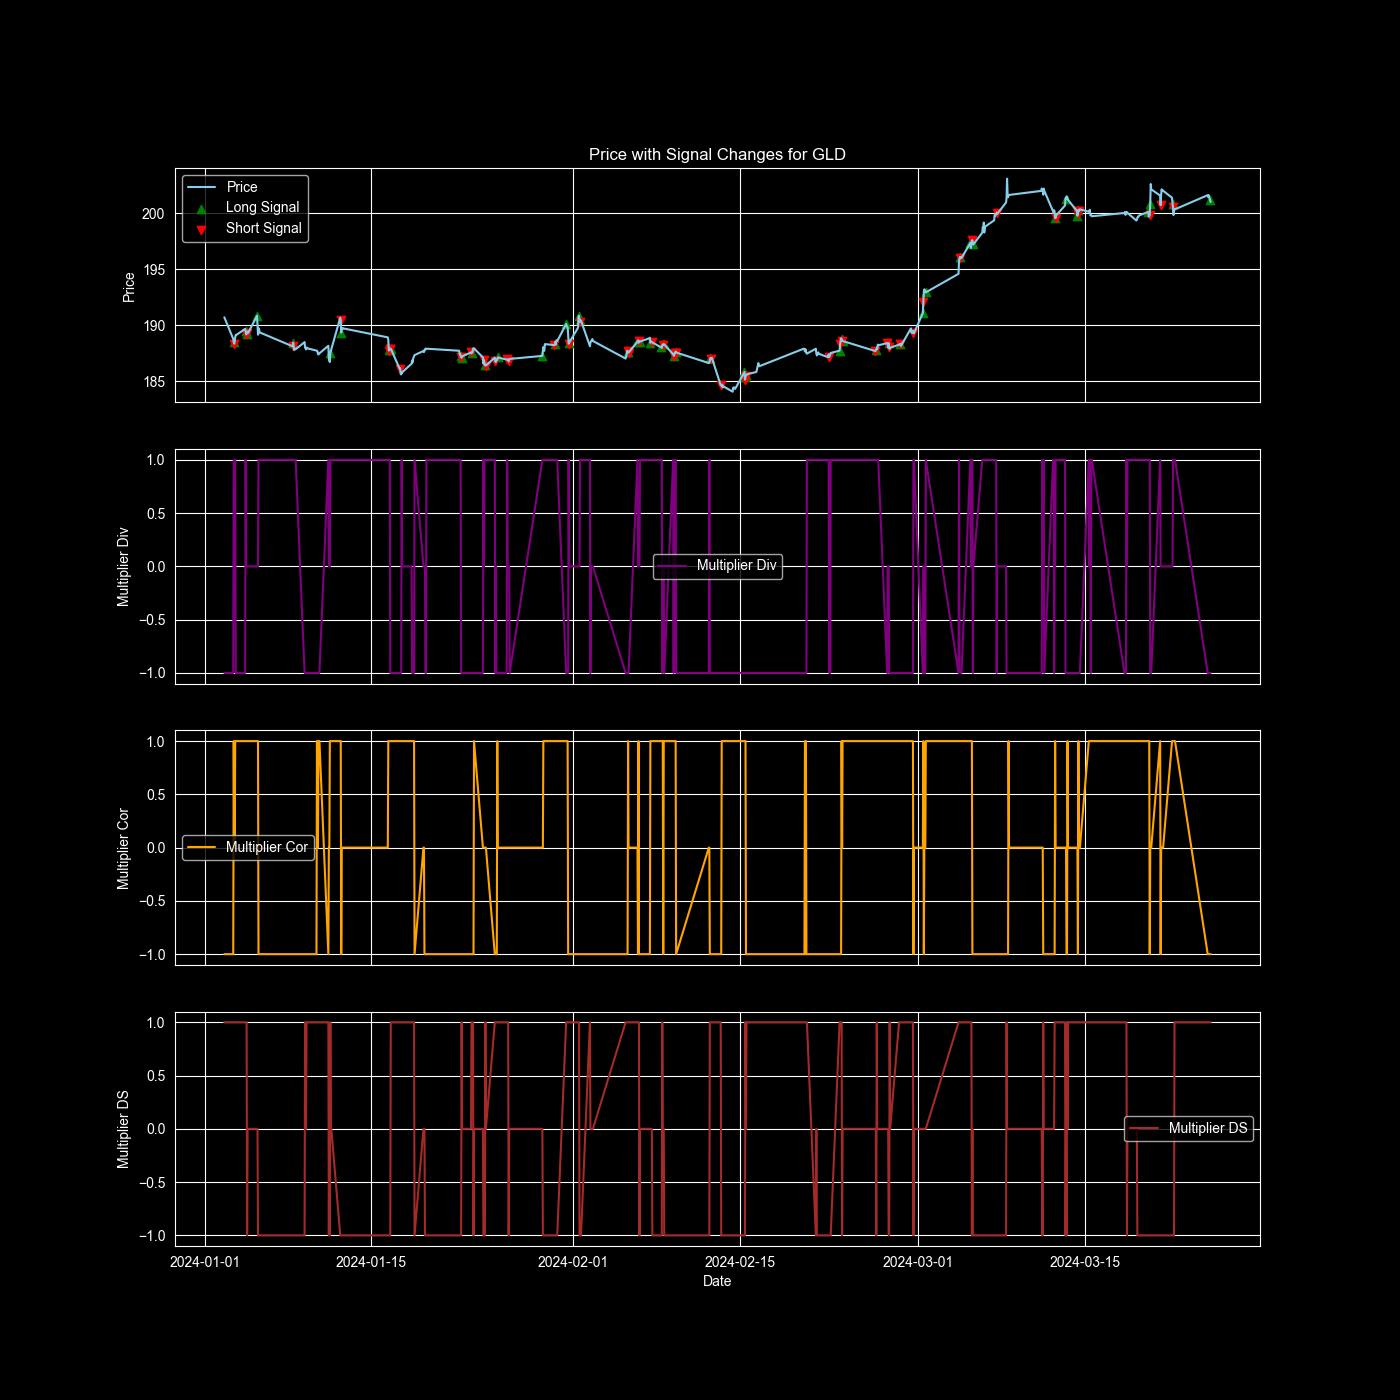 Price with Signal Changes for GLD
Price
Long Signal
Short Signal
Price
200
195
190
185
Multiplier Div
1.0
0.5
0.0
−0.5
−1.0
Multiplier Div
Multiplier Cor
1.0
0.5
0.0
−0.5
−1.0
Multiplier Cor
Multiplier DS
1.0
0.5
0.0
−0.5
−1.0
Multiplier DS
2024-01-01 2024-01-15 2024-02-01 2024-02-15 2024-03-01 2024-03-15
Date